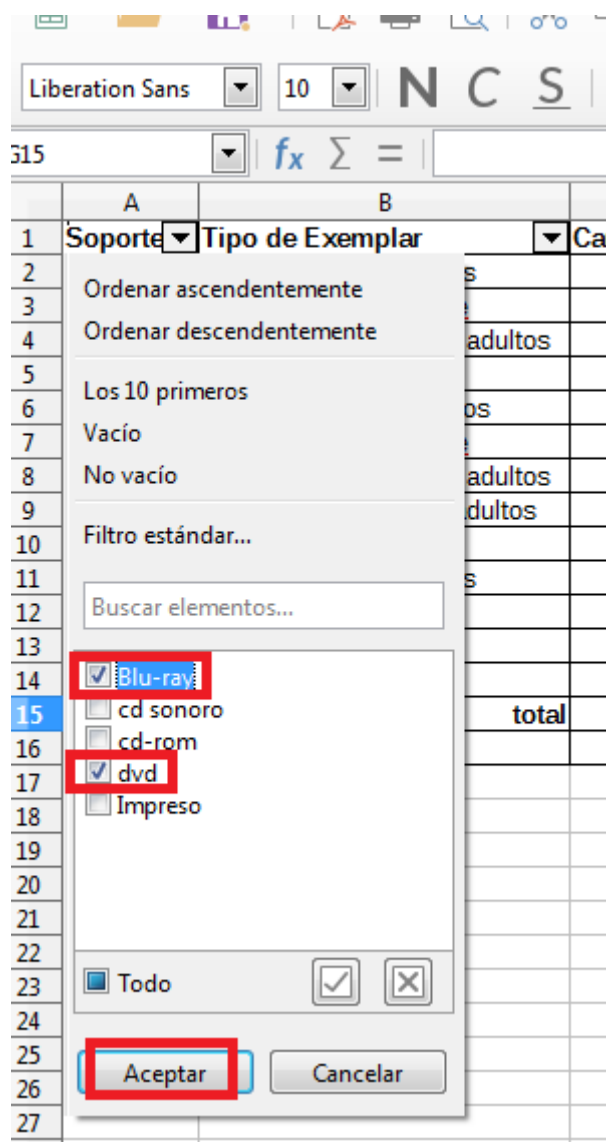 Liberation Sans 10 N C S
G15 fx Σ =
A B
1 Soporte Tipo de Exemplar Ca
2 s
3
4 adultos
5
6 os
7
8 adultos
9 dultos
10
11 s
12
13
14
15 total
16
17
18
19
20
21
22
23
24
25
26
27
Ordenar ascendentemente
Ordenar descendentemente
Los 10 primeros
Vacío
No vacío
Filtro estándar...
Buscar elementos...
Blu-ray
cd sonoro
cd-rom
dvd
Impreso
Todo
Aceptar Cancelar